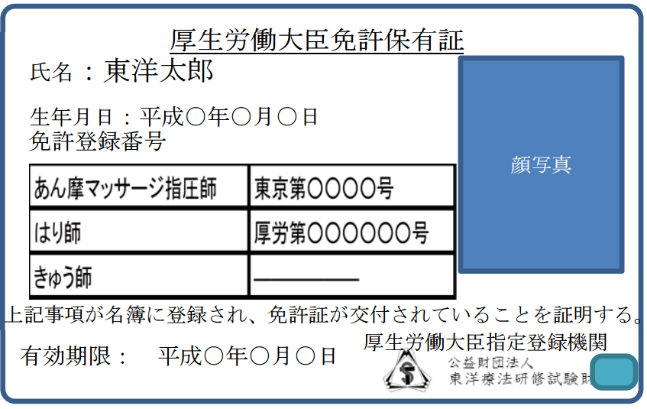 厚生労働大臣免許保有証
氏名：東洋太郎
生年月日：平成〇年〇月〇日
免許登録番号
顔写真
あん摩マッサージ指圧師 東京第〇〇〇〇号
はり師 厚労第〇〇〇〇〇〇号
きゅう師 ――――――
上記事項が名簿に登録され、免許証が交付されていることを証明する。
有効期限： 平成〇年〇月〇日
厚生労働大臣指定登録機関
公益財団法人
東洋療法研修試験財